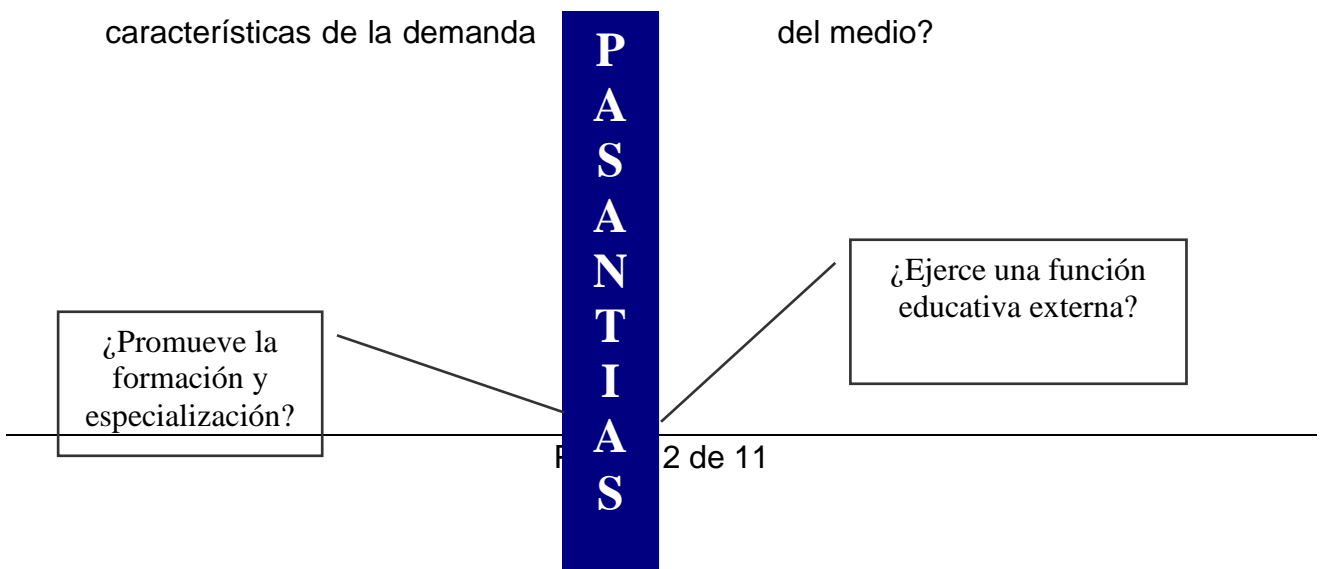 características de la demanda del medio?
P
A
S
A
N
T
I
A
S
¿Promueve la
formación y
especialización?
¿Ejerce una función
educativa externa?
2 de 11